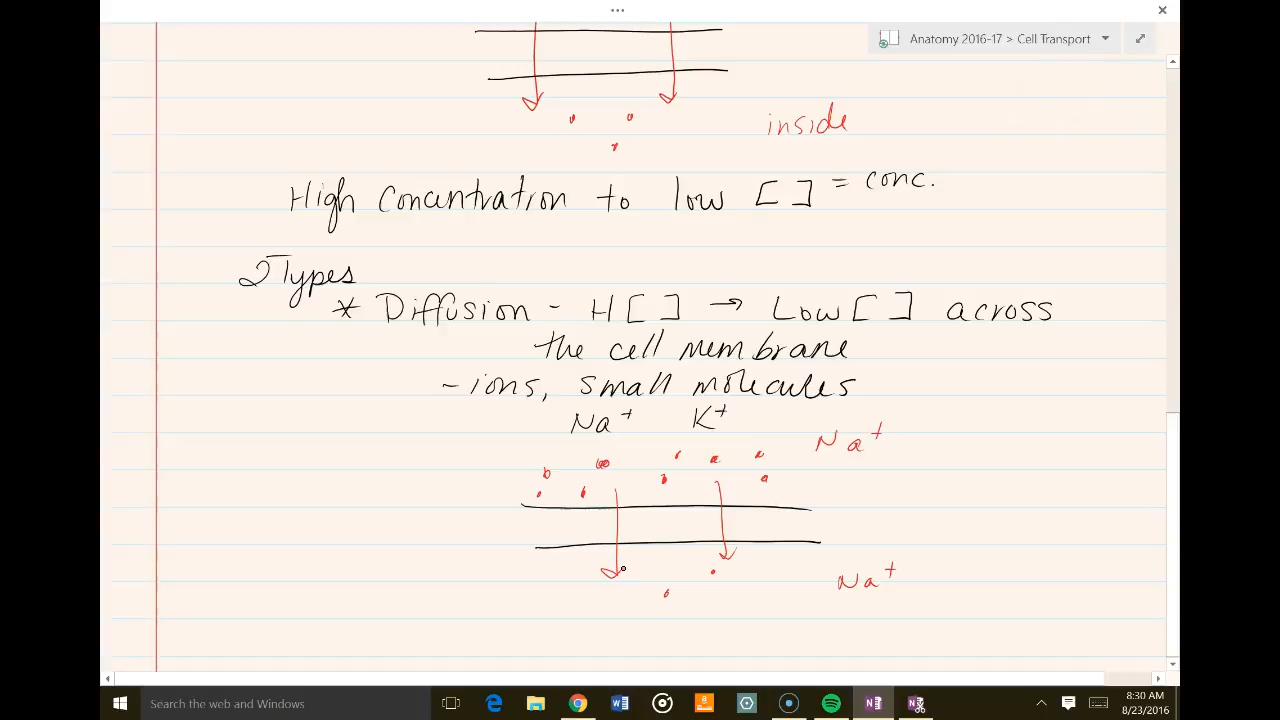 Anatomy 2016-17 > Cell Transport
inside
High Concentration to low [ ] = conc.
2 Types
* Diffusion - H[ ] → Low[ ] across
the cell membrane
- ions, small molecules
Na+ K+
Na+
Na+
Search the web and Windows
8:30 AM
8/23/2016